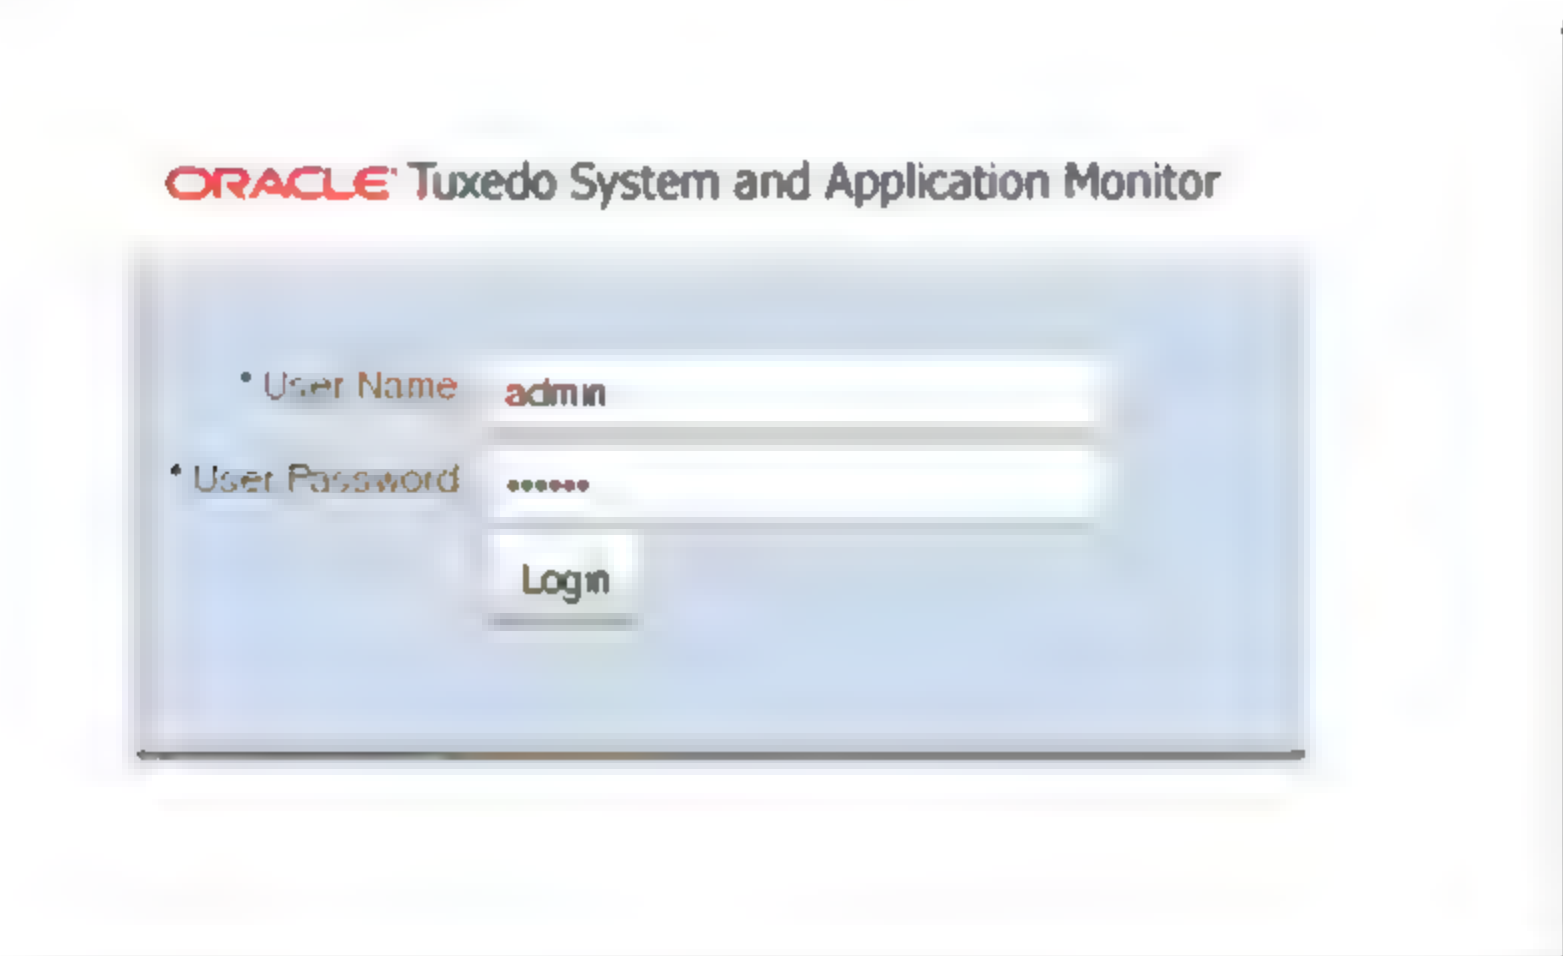 ORACLE Tuxedo System and Application Monitor
* User Name admin
* User Password ••••••
Login